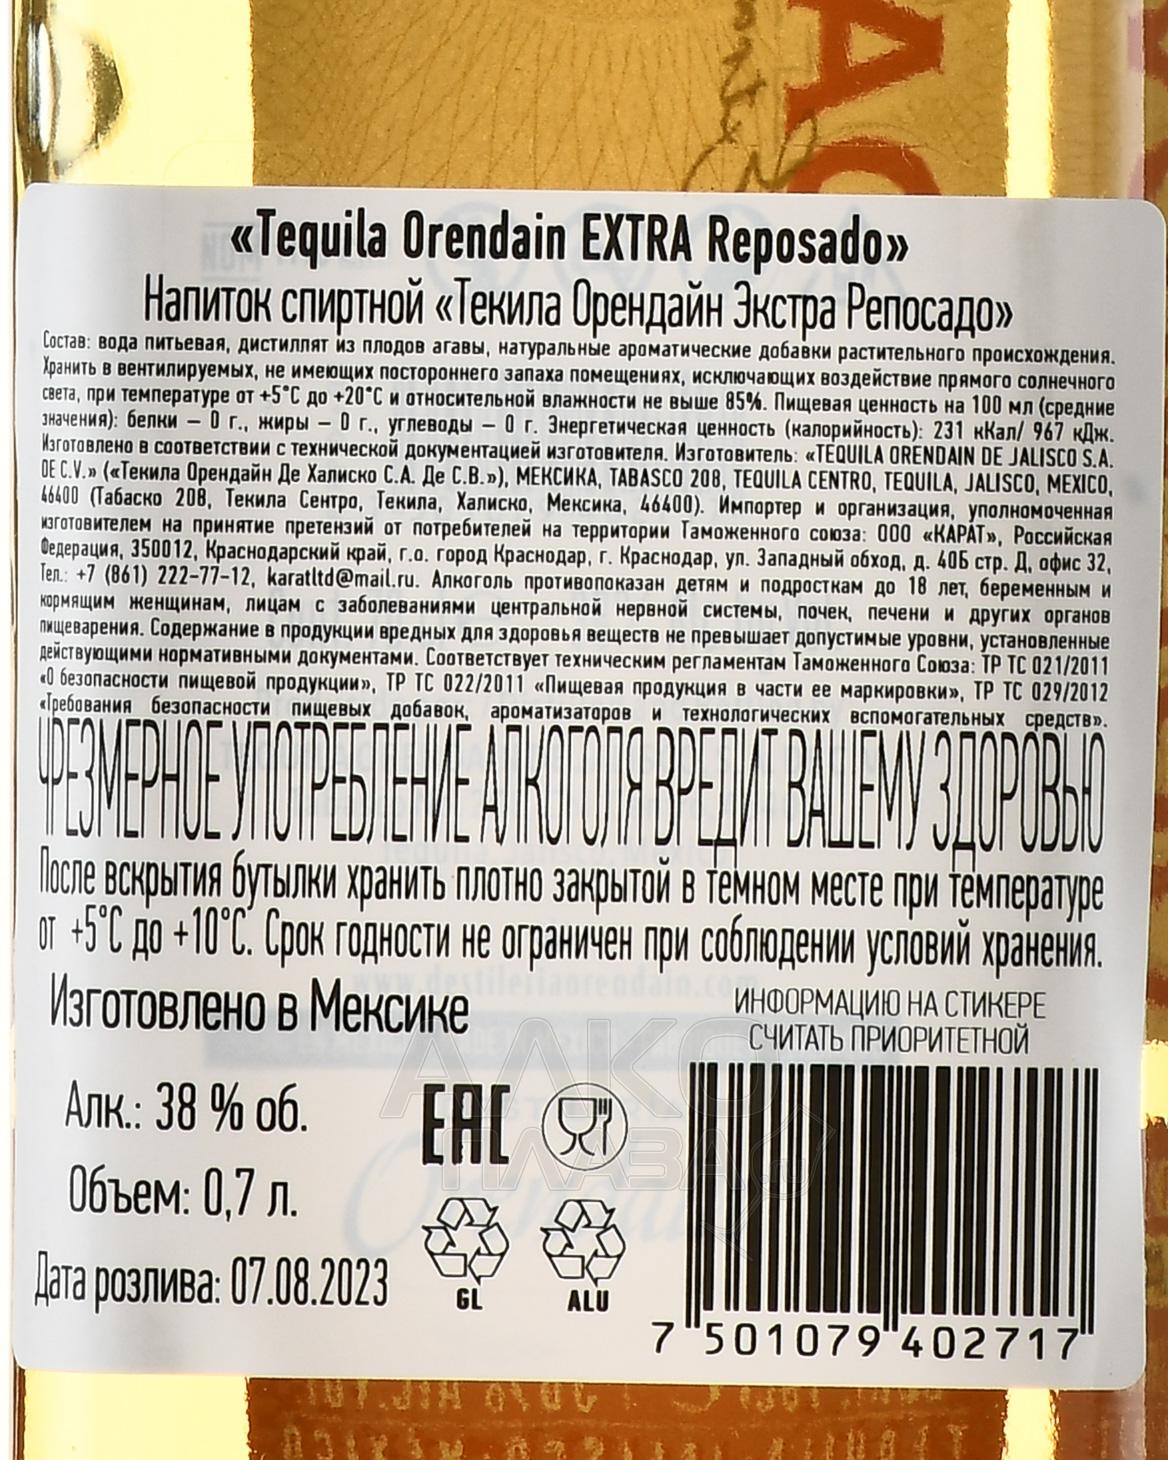 «Tequila Orendain EXTRA Reposado»
Напиток спиртной «Текила Орендайн Экстра Репосадо»
Состав: вода питьевая, дистиллят из плодов агавы, натуральные ароматические добавки растительного происхождения.
Хранить в вентилируемых, не имеющих постороннего запаха помещениях, исключающих воздействие прямого солнечного
света, при температуре от +5°С до +20°С и относительной влажности не выше 85%. Пищевая ценность на 100 мл (средние
значения): белки – 0 г., жиры – 0 г., углеводы – 0 г. Энергетическая ценность (калорийность): 231 кКал/ 967 кДж.
Изготовлено в соответствии с технической документацией изготовителя. Изготовитель: «TEQUILA ORENDAIN DE JALISCO S.A.
DE C.V.» («Текила Орендайн Де Халиско С.А. Де С.В.»), МЕКСИКА, TABASCO 208, TEQUILA CENTRO, TEQUILA, JALISCO, MEXICO,
46400 (Табаско 208, Текила Сентро, Текила, Халиско, Мексика, 46400). Импортер и организация, уполномоченная
изготовителем на принятие претензий от потребителей на территории Таможенного союза: ООО «КАРАТ», Российская
Федерация, 350012, Краснодарский край, г.о. город Краснодар, г. Краснодар, ул. Западный обход, д. 40Б стр. Д, офис 32,
Тел.: +7 (861) 222-77-12, karatltd@mail.ru. Алкоголь противопоказан детям и подросткам до 18 лет, беременным и
кормящим женщинам, лицам с заболеваниями центральной нервной системы, почек, печени и других органов
пищеварения. Содержание в продукции вредных для здоровья веществ не превышает допустимые уровни, установленные
действующими нормативными документами. Соответствует техническим регламентам Таможенного Союза: ТР ТС 021/2011
«О безопасности пищевой продукции», ТР ТС 022/2011 «Пищевая продукция в части ее маркировки», ТР ТС 029/2012
«Требования безопасности пищевых добавок, ароматизаторов и технологических вспомогательных средств».
ЧРЕЗМЕРНОЕ УПОТРЕБЛЕНИЕ АЛКОГОЛЯ ВРЕДИТ ВАШЕМУ ЗДОРОВЬЮ
После вскрытия бутылки хранить плотно закрытой в темном месте при температуре
от +5°С до +10°С. Срок годности не ограничен при соблюдении условий хранения.
Изготовлено в Мексике
ИНФОРМАЦИЮ НА СТИКЕРЕ
СЧИТАТЬ ПРИОРИТЕТНОЙ
Алк.: 38 % об.
EAC
Объем: 0,7 л.
Дата розлива: 07.08.2023
GL ALU
7 501079 402717
АЛКО
ПЛАЗА.ru